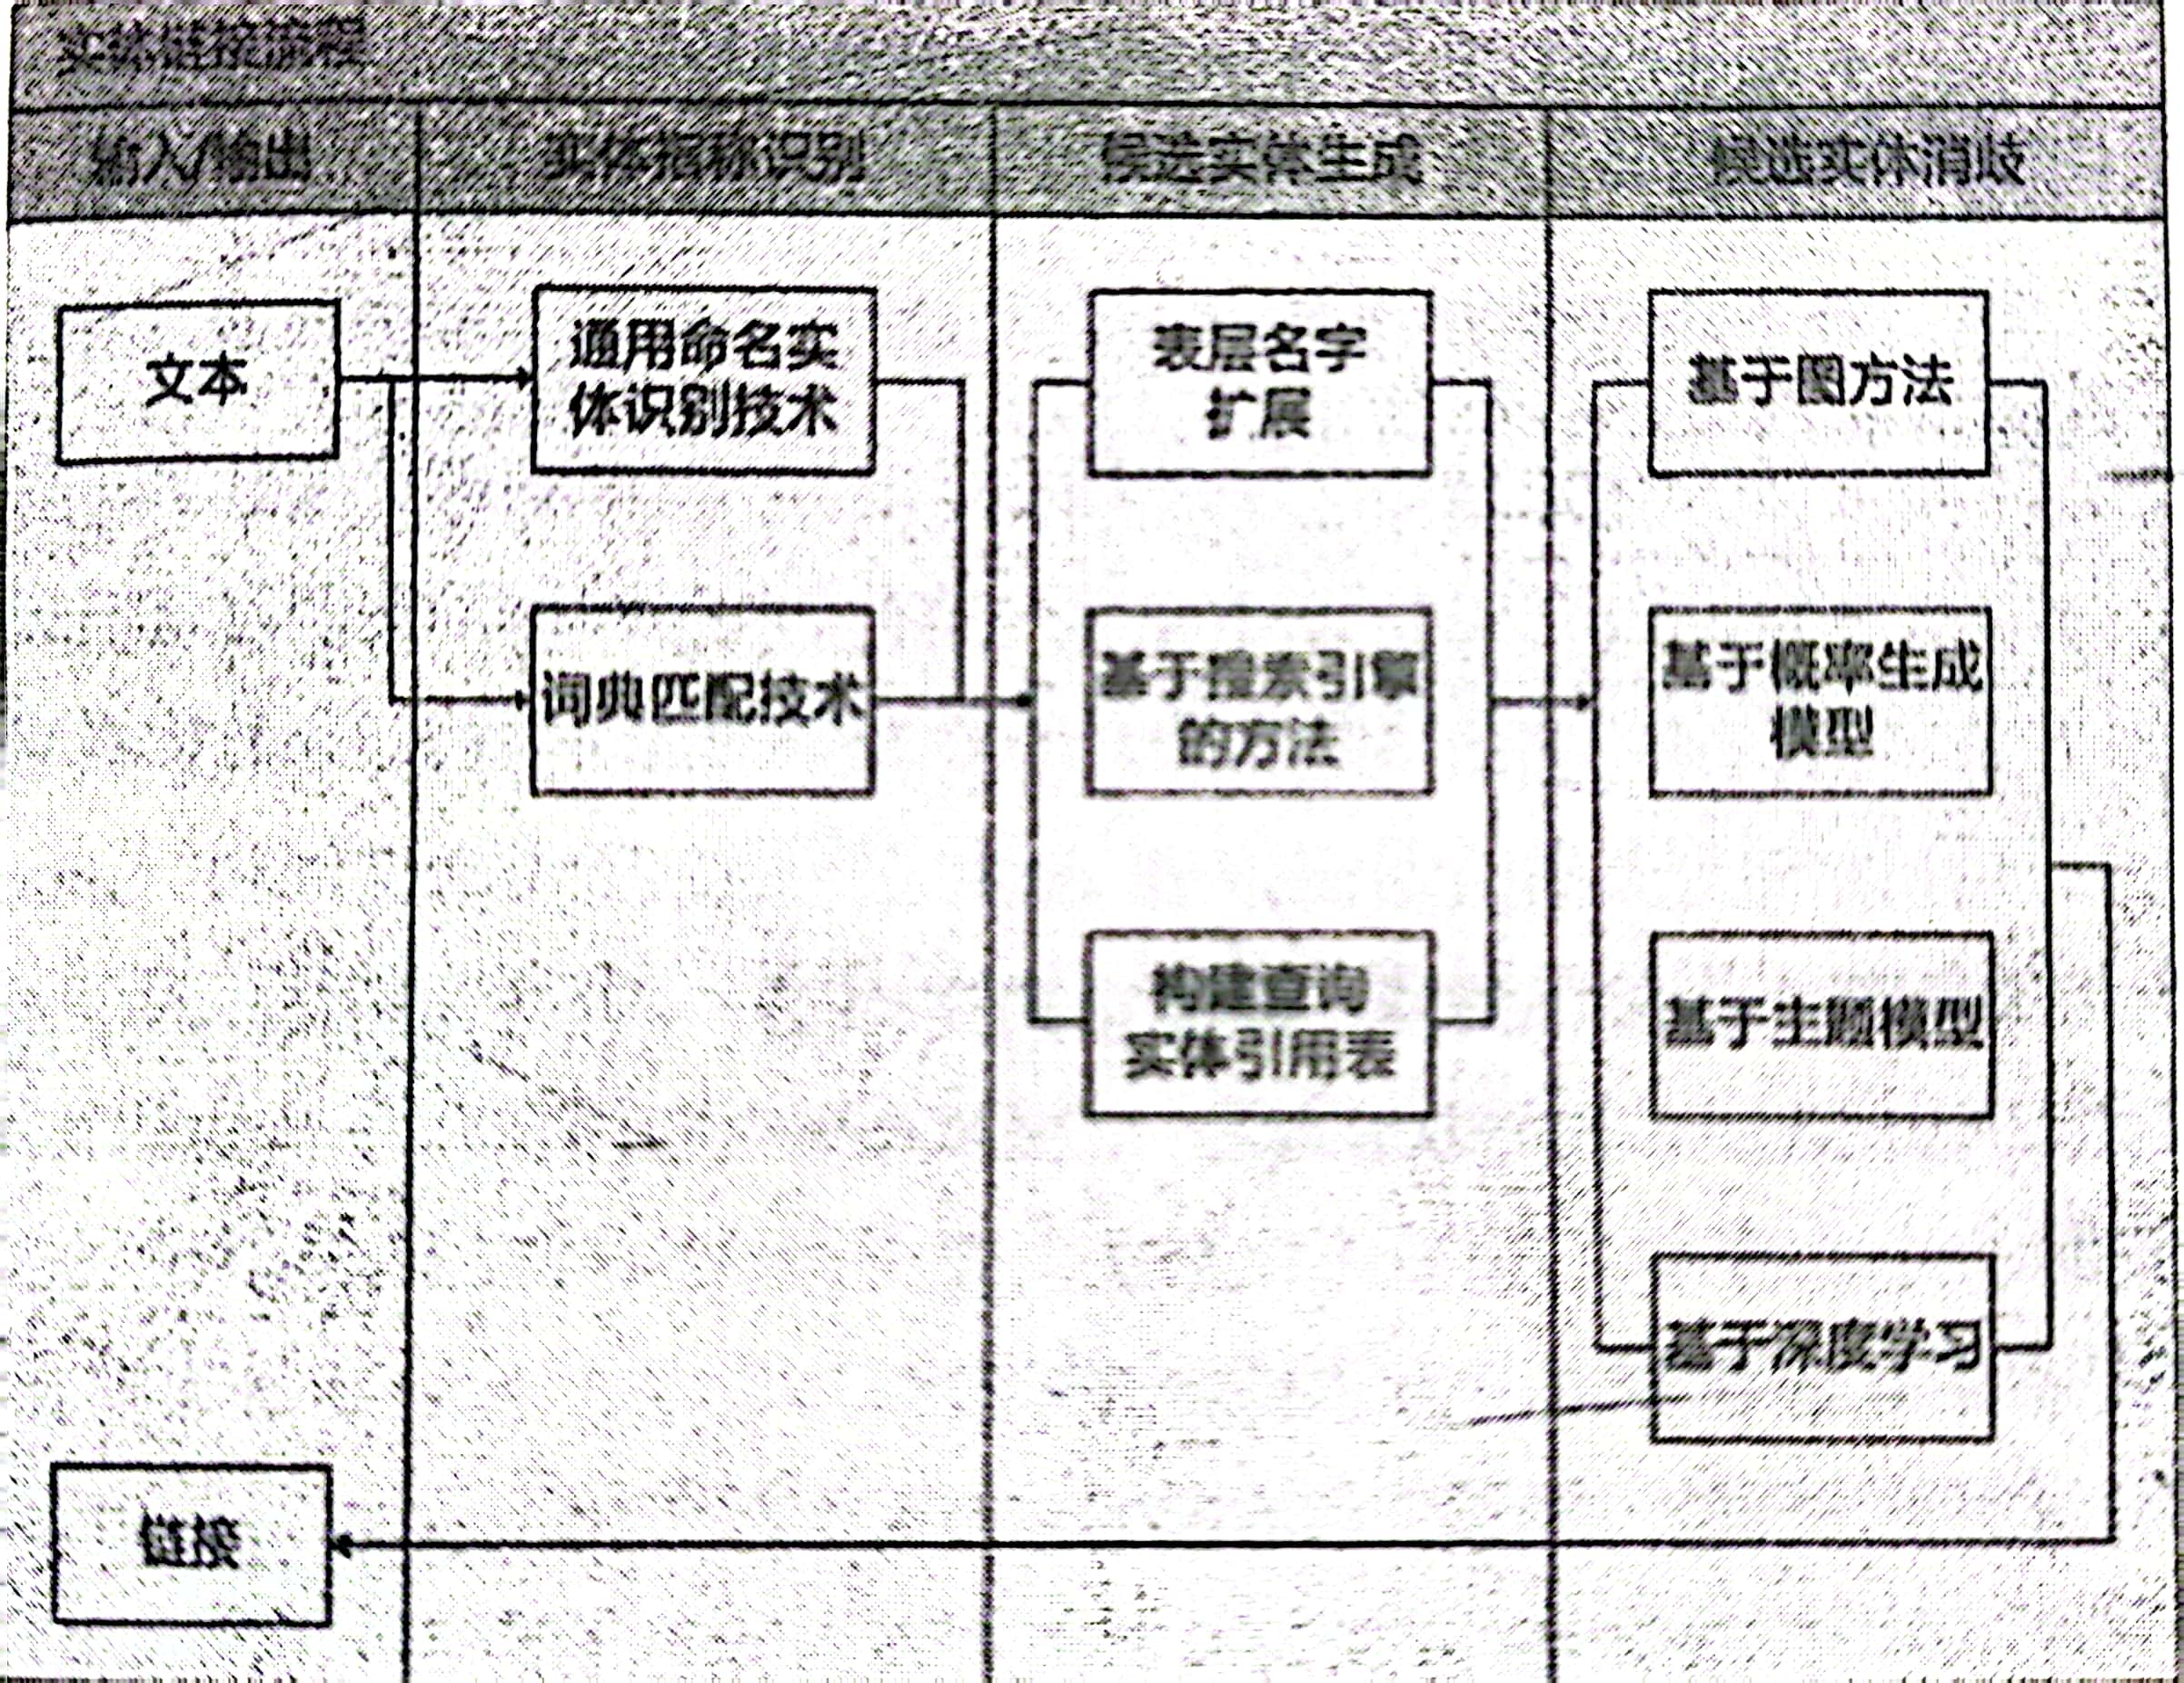 实体链接流程
输入/输出
实体指称识别
候选实体生成
候选实体消歧
文本
通用命名实
体识别技术
词典匹配技术
表层名字
扩展
基于搜索引擎
的方法
构建查询
实体引用表
基于图方法
基于概率生成
模型
基于主题模型
基于深度学习
链接